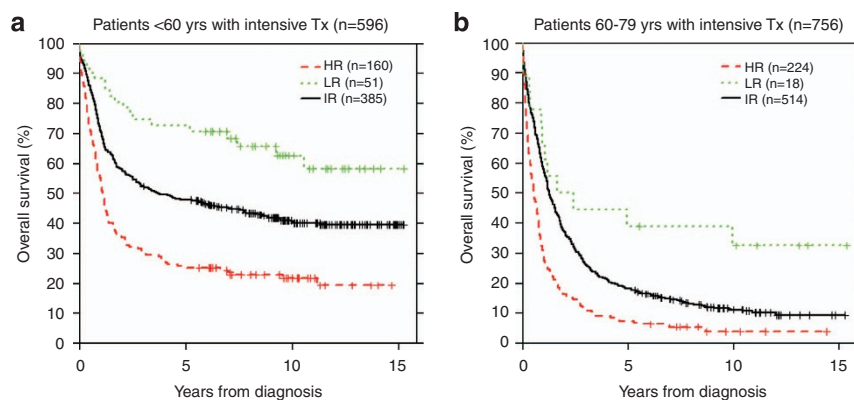 a
Patients <60 yrs with intensive Tx (n=596)
100
90
80
70
60
50
40
30
20
10
0
Overall survival (%)
HR (n=160)
LR (n=51)
IR (n=385)
0 5 10 15
Years from diagnosis
b
Patients 60-79 yrs with intensive Tx (n=756)
100
90
80
70
60
50
40
30
20
10
0
Overall survival (%)
HR (n=224)
LR (n=18)
IR (n=514)
0 5 10 15
Years from diagnosis